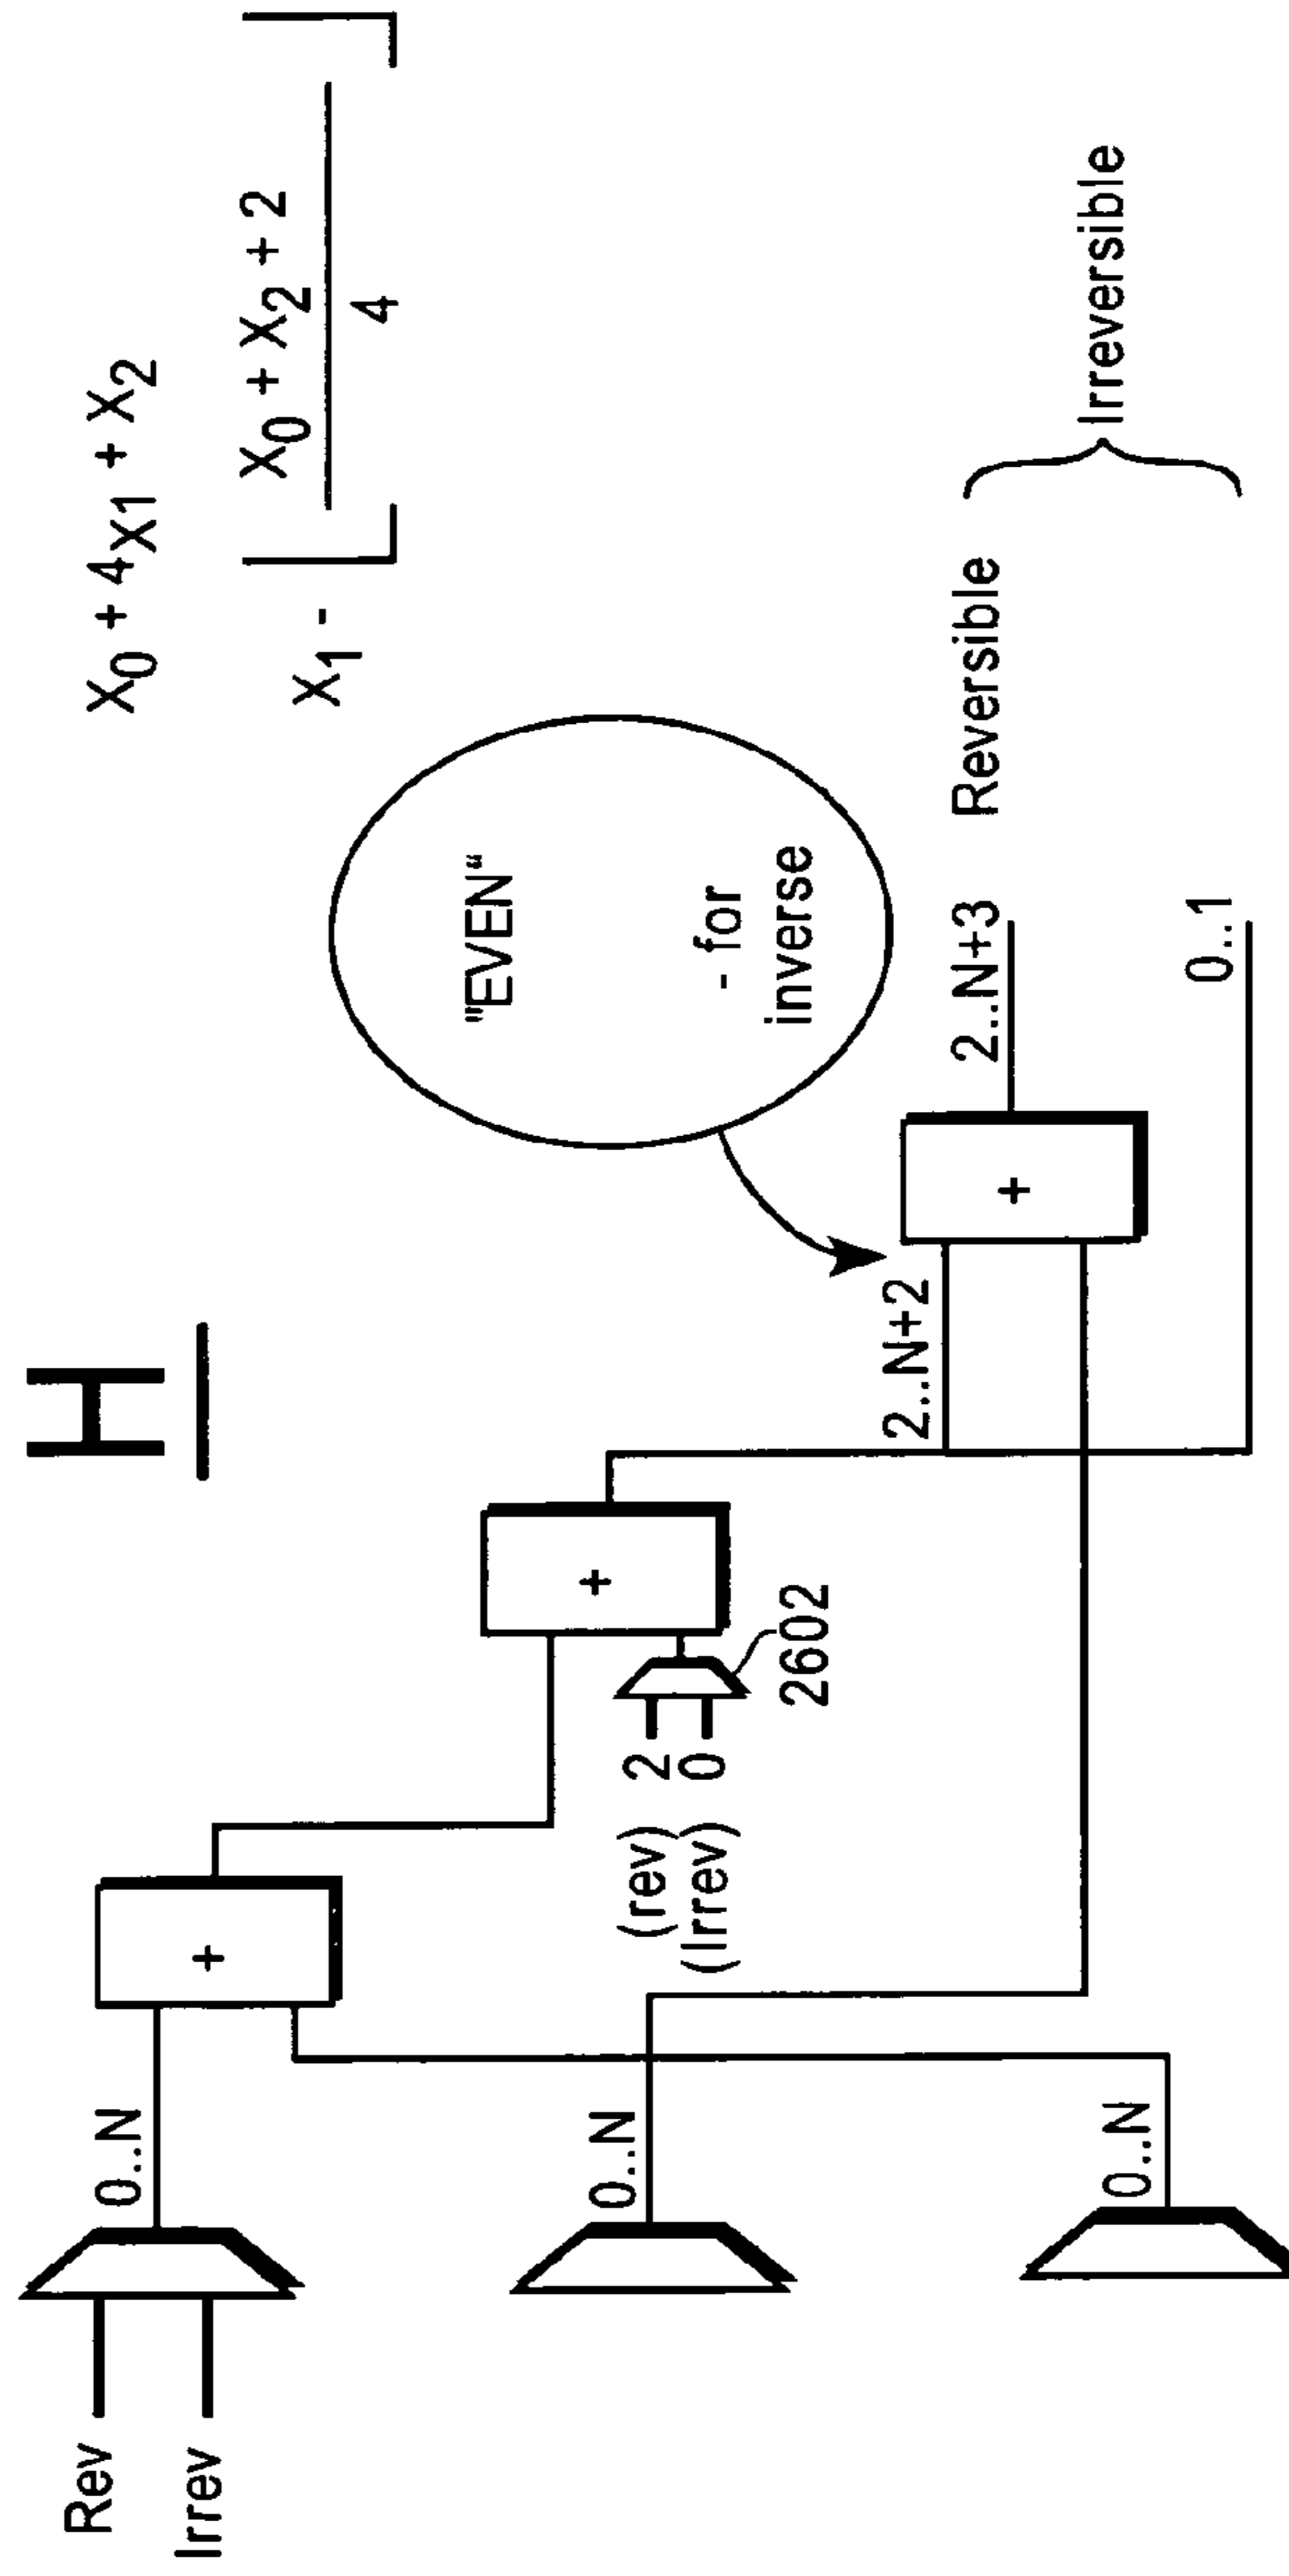 H
X0 + 4X1 + X2
X1 -
X0 + X2 + 2
4
Rev
Irrev
0..N
+
0..N
0..N
(rev) 2
(Irrev) 0
+
2602
"EVEN"
- for
inverse
2..N+2
+
2..N+3
Reversible
0..1
Irreversible